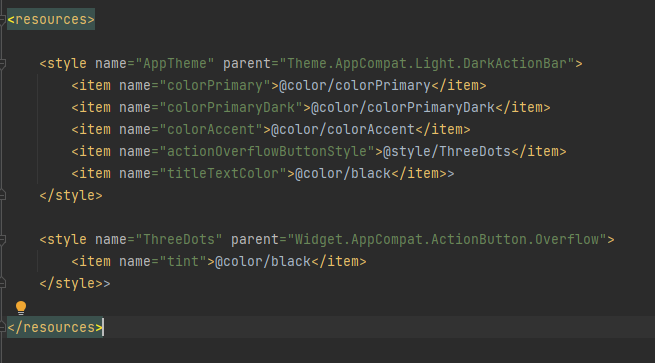 <resources>
<style name="AppTheme" parent="Theme.AppCompat.Light.DarkActionBar">
<item name="colorPrimary">@color/colorPrimary</item>
<item name="colorPrimaryDark">@color/colorPrimaryDark</item>
<item name="colorAccent">@color/colorAccent</item>
<item name="actionOverflowButtonStyle">@style/ThreeDots</item>
<item name="titleTextColor">@color/black</item>>
</style>
<style name="ThreeDots" parent="Widget.AppCompat.ActionButton.Overflow">
<item name="tint">@color/black</item>
</style>>
</resources>